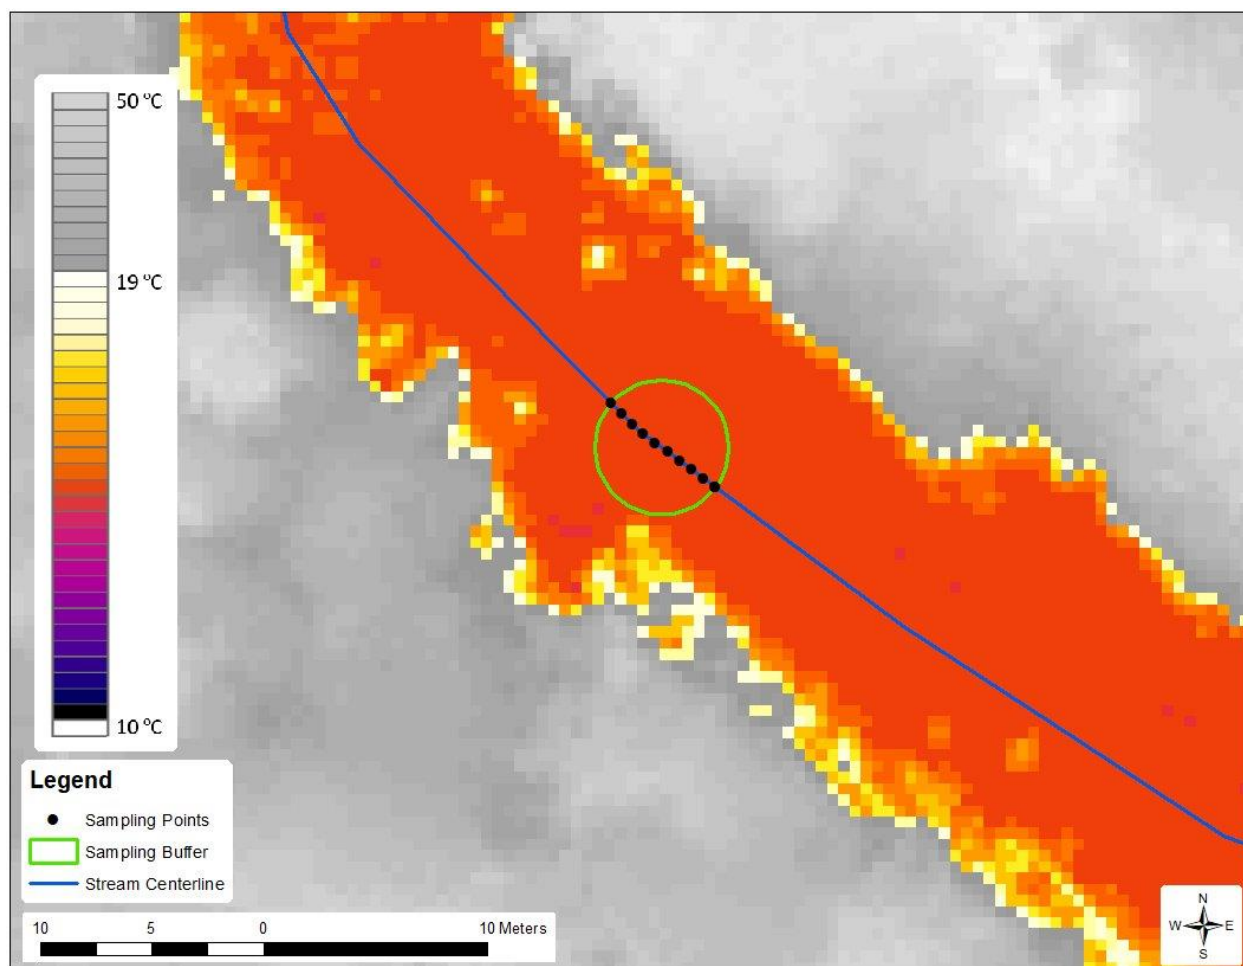 50 °C
19 °C
10 °C
Legend
Sampling Points
Sampling Buffer
Stream Centerline
10 5 0 10 Meters
N
W E
S